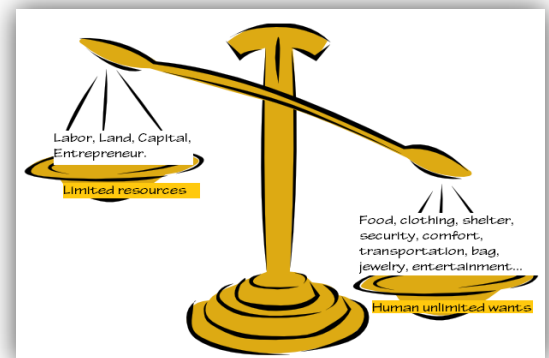 Labor, Land, Capital,
Entrepreneur.
Limited resources
Food, clothing, shelter,
security, comfort,
transportation, bag,
jewelry, entertainment...
Human unlimited wants